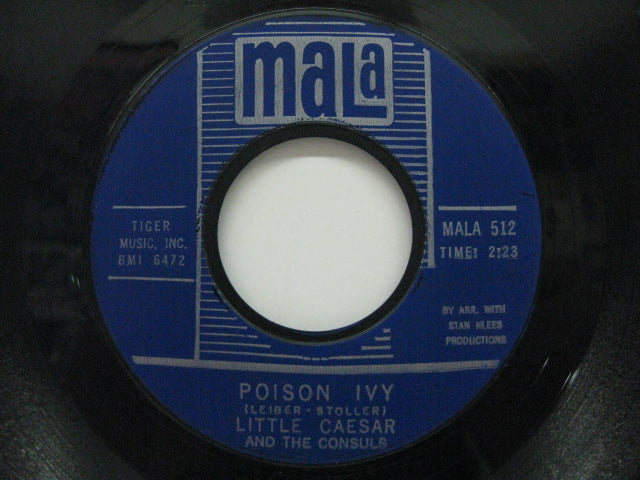 maLa
TIGER
MUSIC, INC.
BMI 6472
MALA 512
TIME: 2:23
BY ARR. WITH
STAN KLEES
PRODUCTIONS
POISON IVY
(LEIBER - STOLLER)
LITTLE CAESAR
AND THE CONSULS